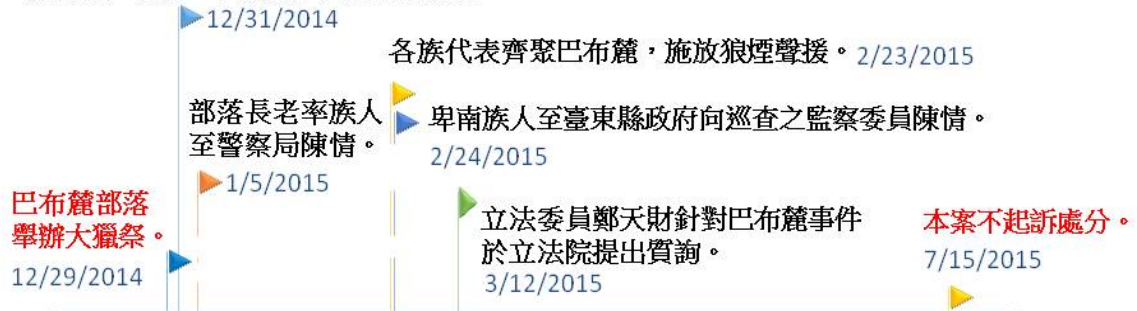 12/31/2014
各族代表齊聚巴布麓，施放狼煙聲援。2/23/2015
部落長老率族人
至警察局陳情。
1/5/2015
卑南族人至臺東縣政府向巡查之監察委員陳情。
2/24/2015
巴布麓部落
舉辦大獵祭。
12/29/2014
立法委員鄭天財針對巴布麓事件
於立法院提出質詢。
3/12/2015
本案不起訴處分。
7/15/2015